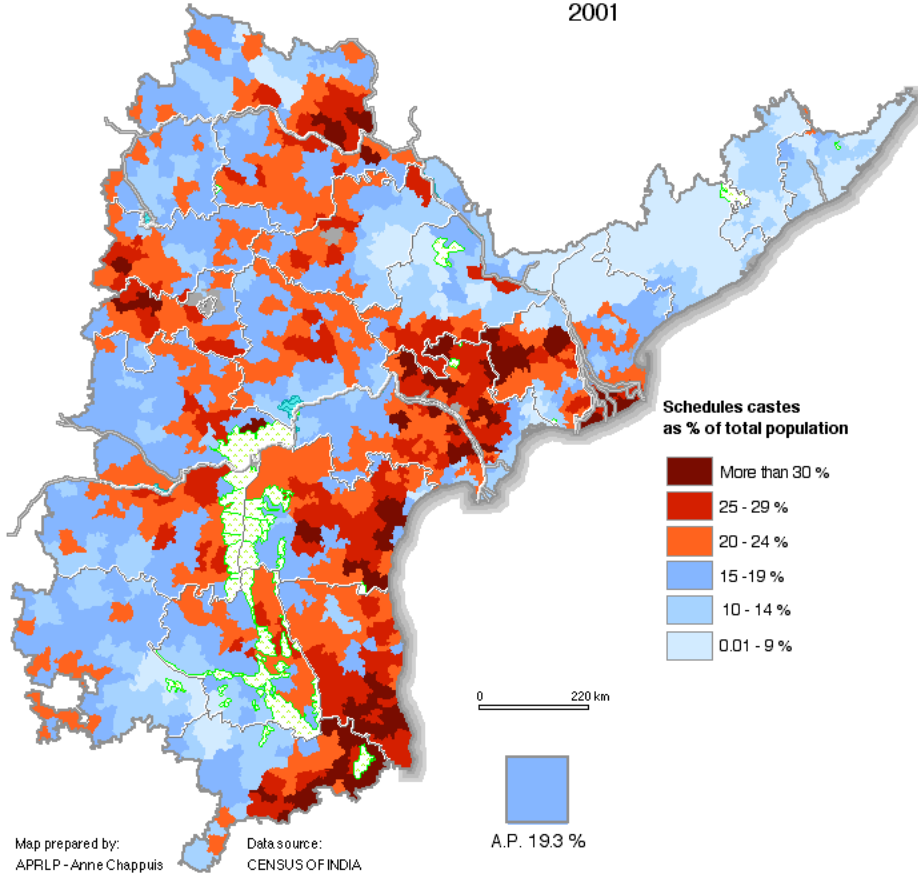 2001
Schedules castes
as % of total population
More than 30 %
25 - 29 %
20 - 24 %
15 - 19 %
10 - 14 %
0.01 - 9 %
0 220 km
A.P. 19.3 %
Map prepared by:
APRLP - Anne Chappuis
Data source:
CENSUS OF INDIA